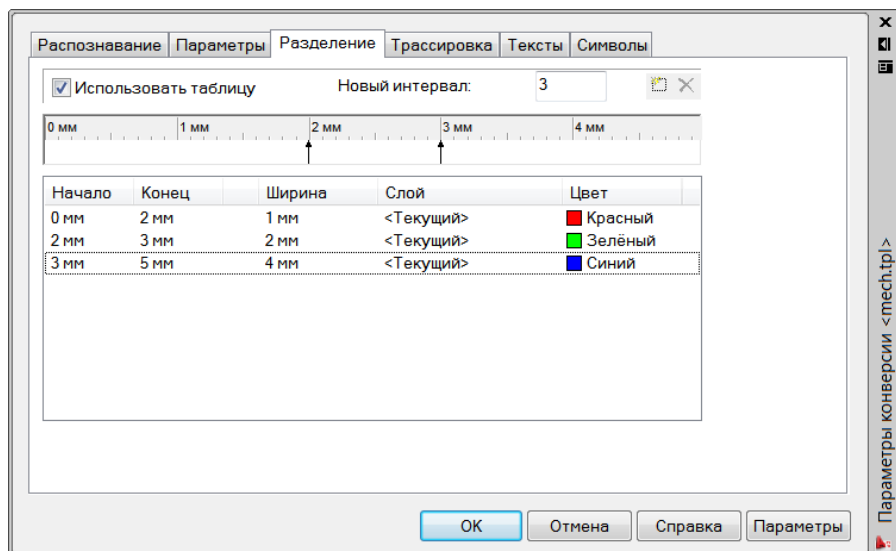 Распознавание Параметры Разделение Трассировка Тексты Символы
Использовать таблицу Новый интервал: 3
0 мм 1 мм 2 мм 3 мм 4 мм
Начало Конец Ширина Слой Цвет
0 мм 2 мм 1 мм <Текущий> Красный
2 мм 3 мм 2 мм <Текущий> Зелёный
3 мм 5 мм 4 мм <Текущий> Синий
OK Отмена Справка Параметры
Параметры конверсии <mech.tpl>